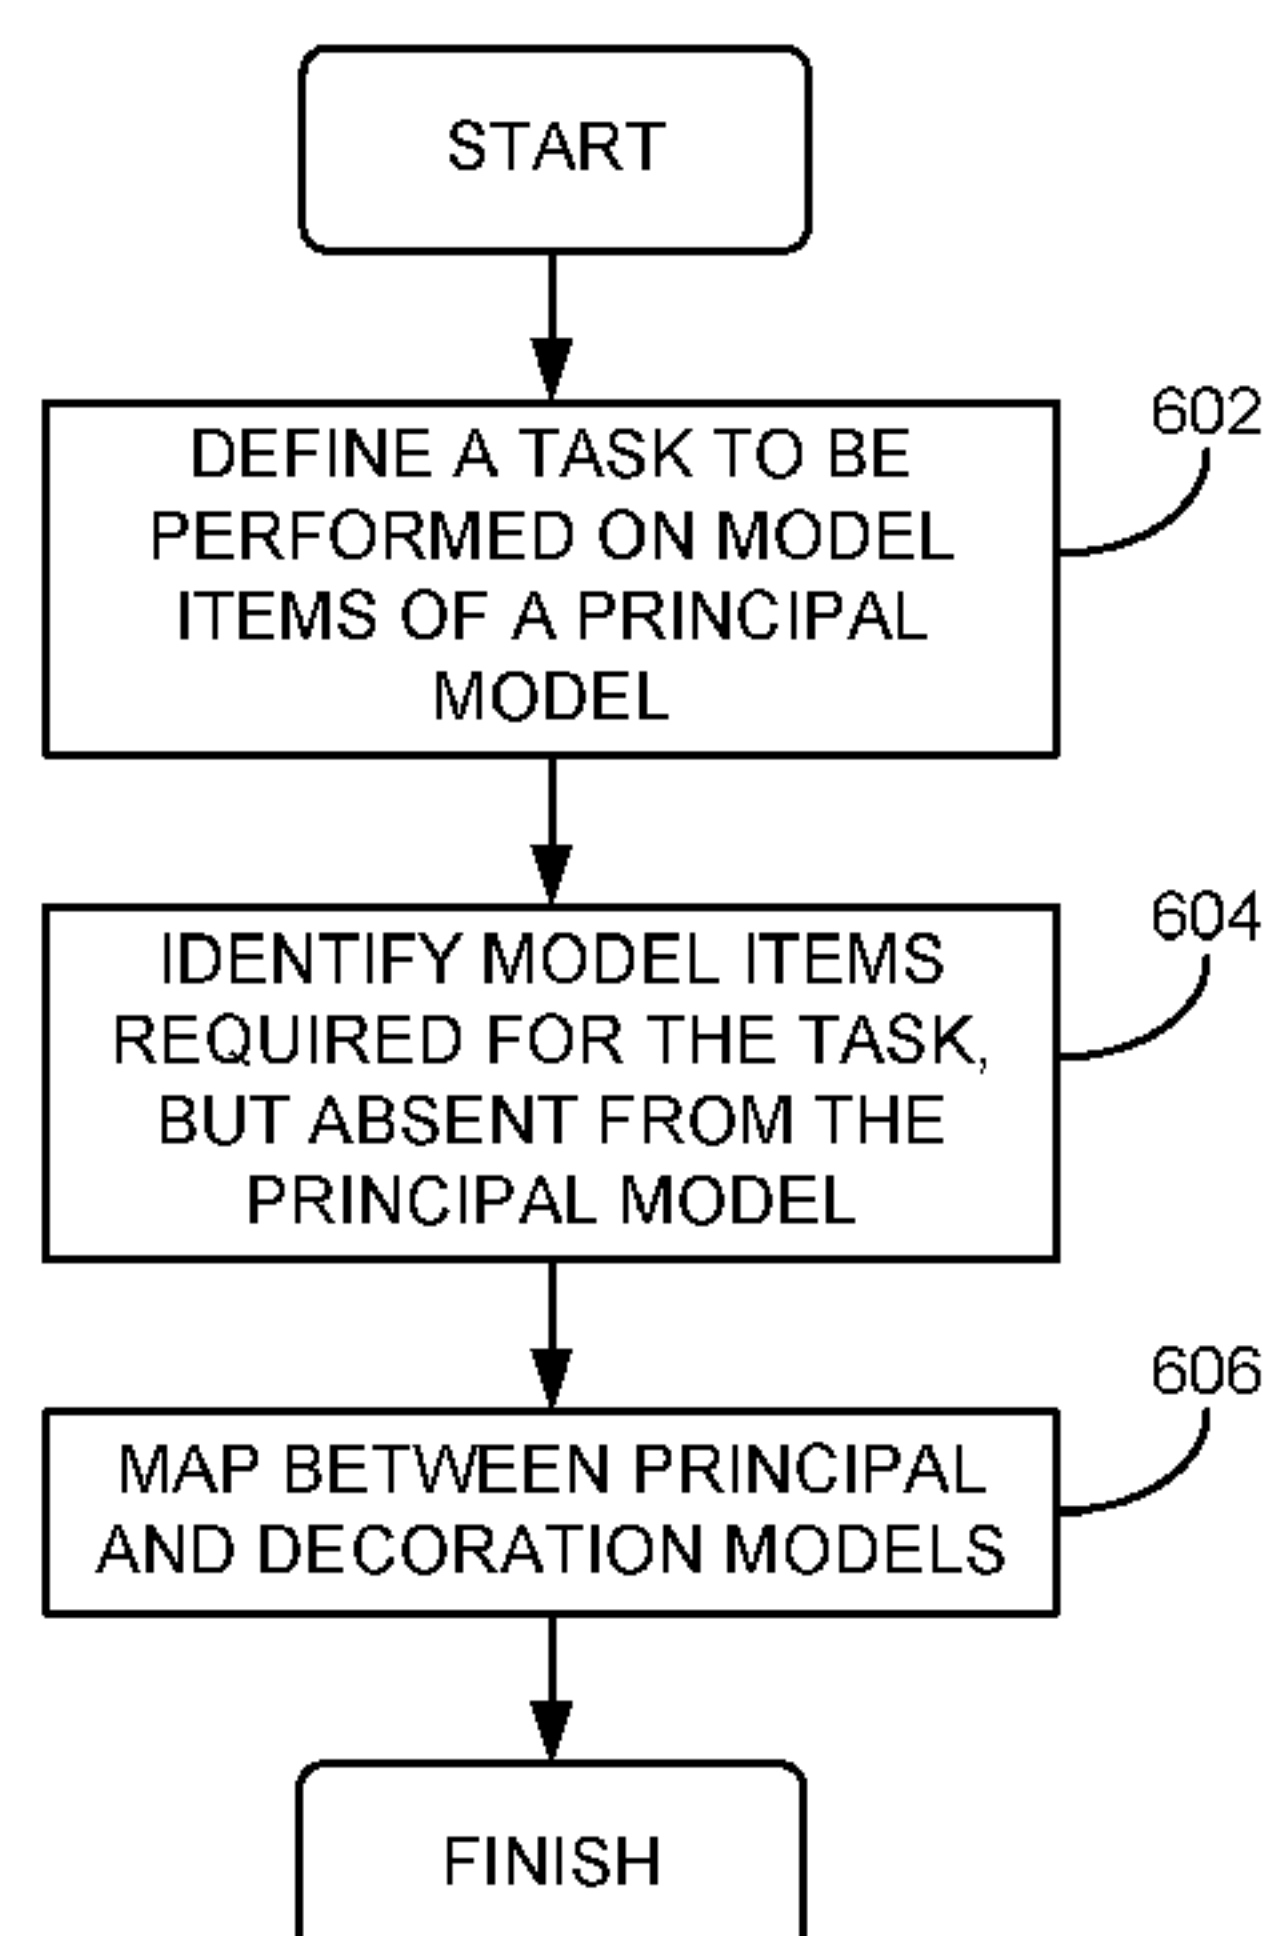 START
602
DEFINE A TASK TO BE
PERFORMED ON MODEL
ITEMS OF A PRINCIPAL
MODEL
604
IDENTIFY MODEL ITEMS
REQUIRED FOR THE TASK,
BUT ABSENT FROM THE
PRINCIPAL MODEL
606
MAP BETWEEN PRINCIPAL
AND DECORATION MODELS
FINISH